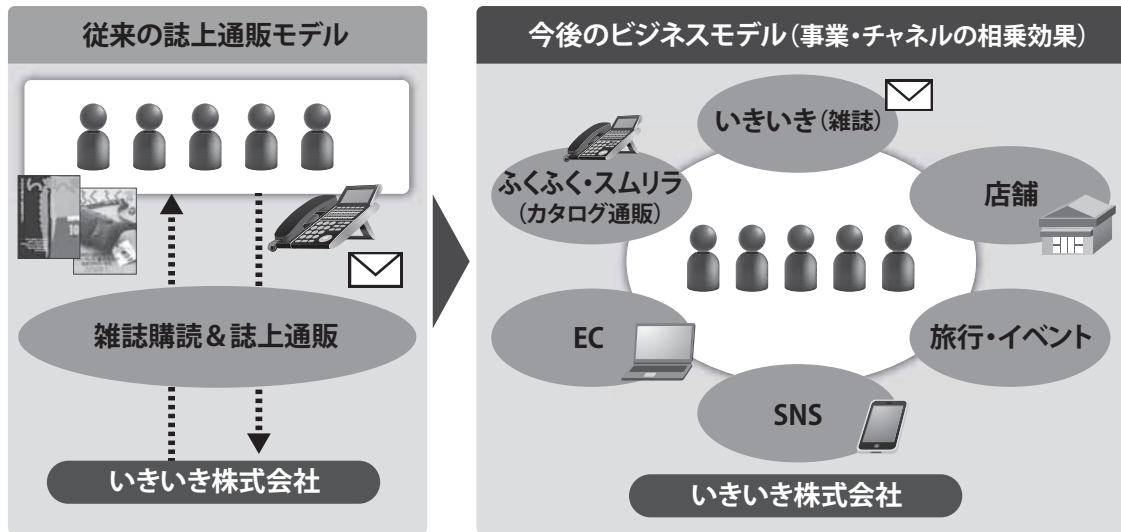 従来の誌上通販モデル
雑誌購読&誌上通販
いきいき株式会社
今後のビジネスモデル(事業・チャネルの相乗効果)
いきいき(雑誌)
ふくふく・スムリラ
(カタログ通販)
店舗
EC
旅行・イベント
SNS
いきいき株式会社